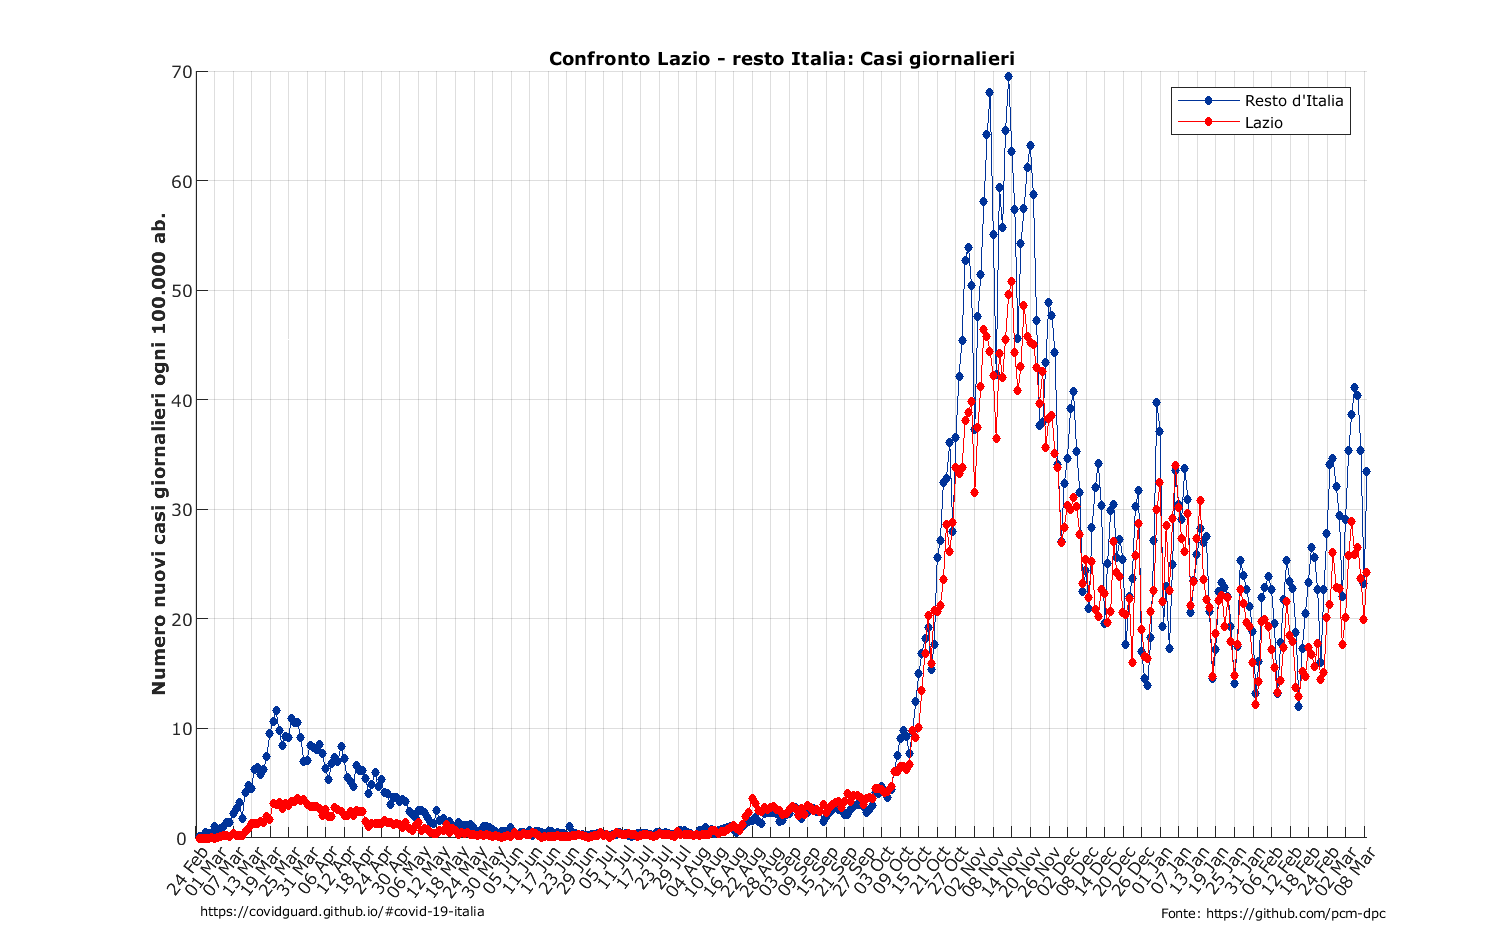 Confronto Lazio - resto Italia: Casi giornalieri
Resto d'Italia
Lazio
Numero nuovi casi giornalieri ogni 100.000 ab.
70
60
50
40
30
20
10
0
24 Feb
01 Mar
07 Mar
13 Mar
19 Mar
25 Mar
31 Mar
06 Apr
12 Apr
18 Apr
24 Apr
30 Apr
06 May
12 May
18 May
24 May
30 May
05 Jun
11 Jun
17 Jun
23 Jun
29 Jun
05 Jul
11 Jul
17 Jul
23 Jul
29 Jul
04 Aug
10 Aug
16 Aug
22 Aug
28 Aug
03 Sep
09 Sep
15 Sep
21 Sep
27 Sep
03 Oct
09 Oct
15 Oct
21 Oct
27 Oct
02 Nov
08 Nov
14 Nov
20 Nov
26 Nov
02 Dec
08 Dec
14 Dec
20 Dec
26 Dec
01 Jan
07 Jan
13 Jan
19 Jan
25 Jan
31 Jan
06 Feb
12 Feb
18 Feb
24 Feb
02 Mar
08 Mar
https://covidguard.github.io/#covid-19-italia
Fonte: https://github.com/pcm-dpc